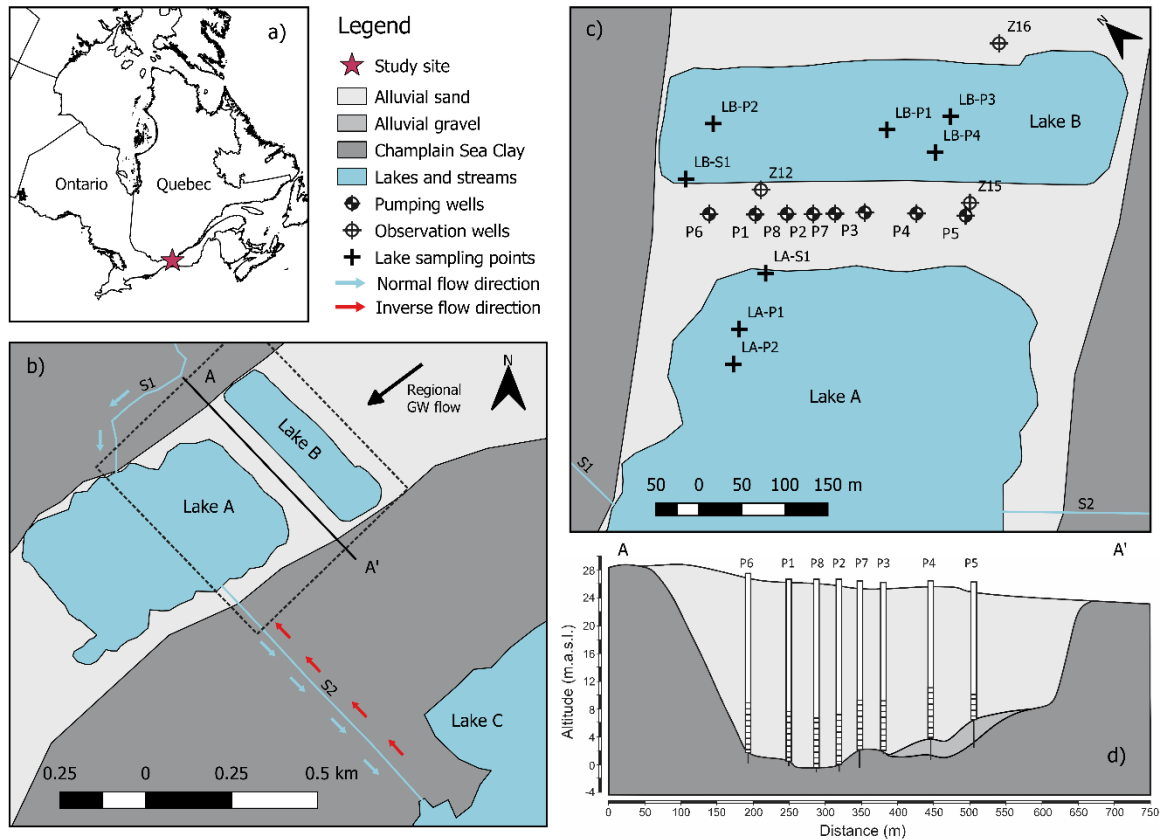 a)
Ontario
Quebec
Legend
Study site
Alluvial sand
Alluvial gravel
Champlain Sea Clay
Lakes and streams
Pumping wells
Observation wells
Lake sampling points
Normal flow direction
Inverse flow direction
b)
S1
A
Regional
GW flow
N
Lake B
Lake A
A'
S2
Lake C
0.25 0 0.25 0.5 km
c)
Z16
N
LB-P2
LB-P1
LB-P3
LB-P4
Lake B
LB-S1
Z12
Z15
P6 P1 P8 P2 P7 P3 P4 P5
LA-S1
LA-P1
LA-P2
Lake A
S1
50 0 50 100 150 m
S2
A A'
P6 P1 P8 P2 P7 P3 P4 P5
Altitude (m.a.s.l.)
28
24
20
16
12
8
4
0
-4
d)
0 50 100 150 200 250 300 350 400 450 500 550 600 650 700 750
Distance (m)